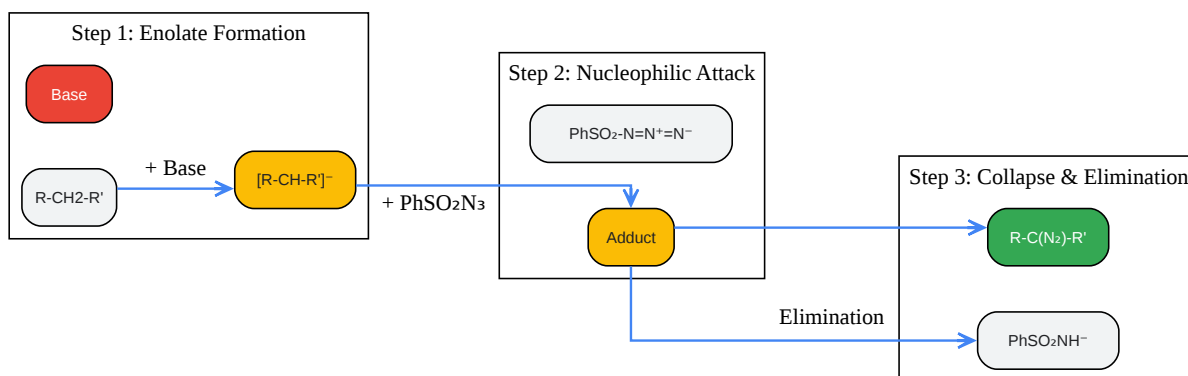 Step 1: Enolate Formation
Base
R-CH2-R'
+ Base
[R-CH-R']⁻
+ PhSO₂N₃
Step 2: Nucleophilic Attack
PhSO₂-N=N⁺=N⁻
Adduct
Elimination
Step 3: Collapse & Elimination
R-C(N₂)-R'
PhSO₂NH⁻